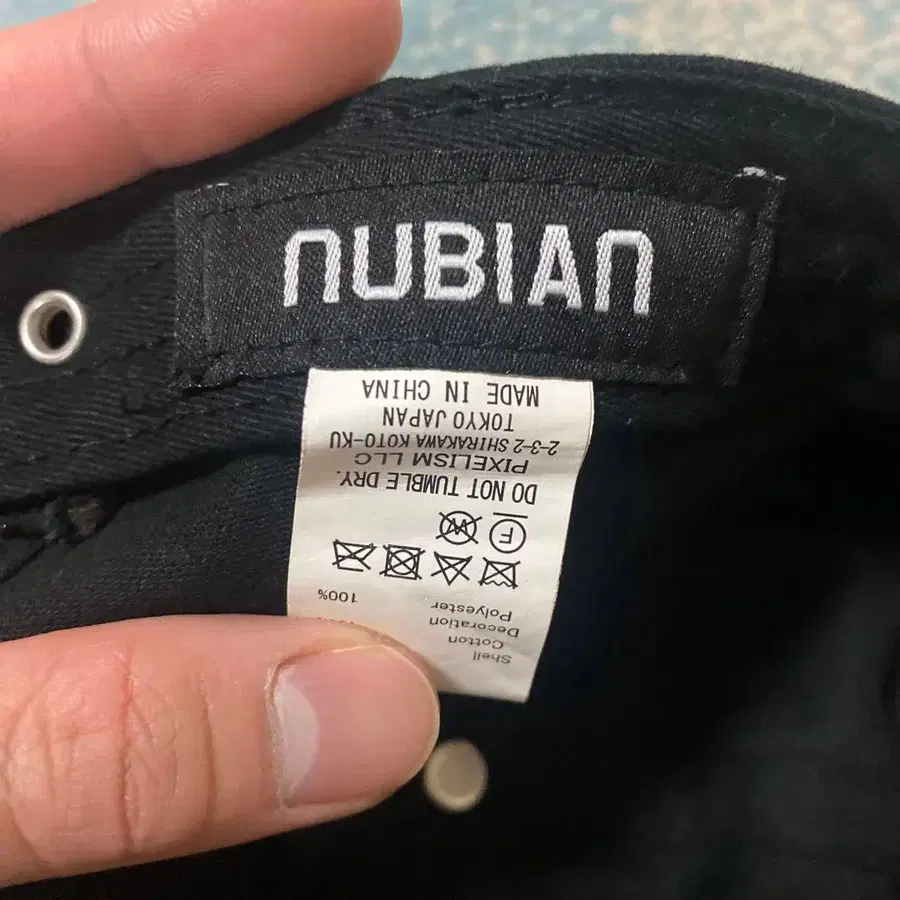 NUBIAN
Shell
Cotton
Decoration
Polyester 100%
F W
DO NOT TUMBLE DRY.
PIXELISM LLC
2-3-2 SHIRAKAWA KOTO-KU
TOKYO JAPAN
MADE IN CHINA